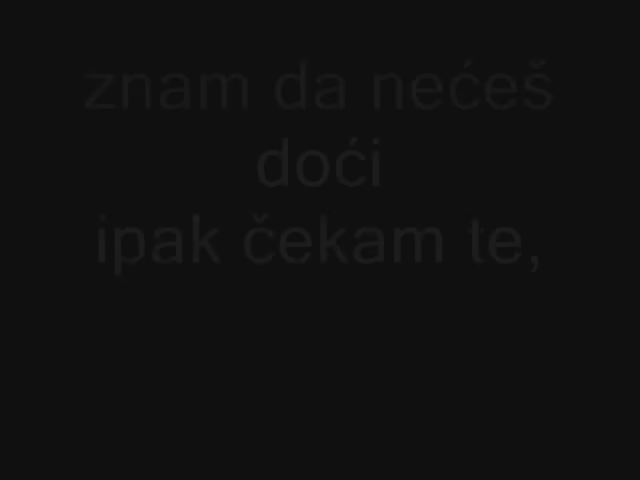 znam da nećeš
doći
ipak čekam te,